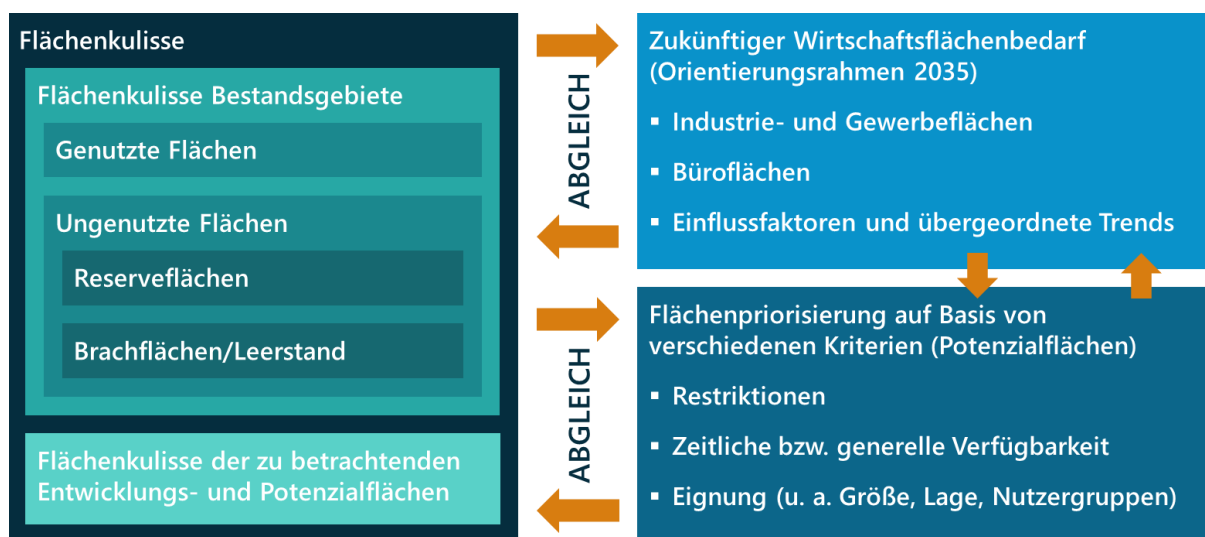 Flächenkulisse
Flächenkulisse Bestandsgebiete
Genutzte Flächen
Ungenutzte Flächen
Reserveflächen
Brachflächen/Leerstand
Flächenkulisse der zu betrachtenden
Entwicklungs- und Potenzialflächen
ABGLEICH
ABGLEICH
Zukünftiger Wirtschaftsflächenbedarf
(Orientierungsrahmen 2035)
▪ Industrie- und Gewerbeflächen
▪ Büroflächen
▪ Einflussfaktoren und übergeordnete Trends
Flächenpriorisierung auf Basis von
verschiedenen Kriterien (Potenzialflächen)
▪ Restriktionen
▪ Zeitliche bzw. generelle Verfügbarkeit
▪ Eignung (u. a. Größe, Lage, Nutzergruppen)